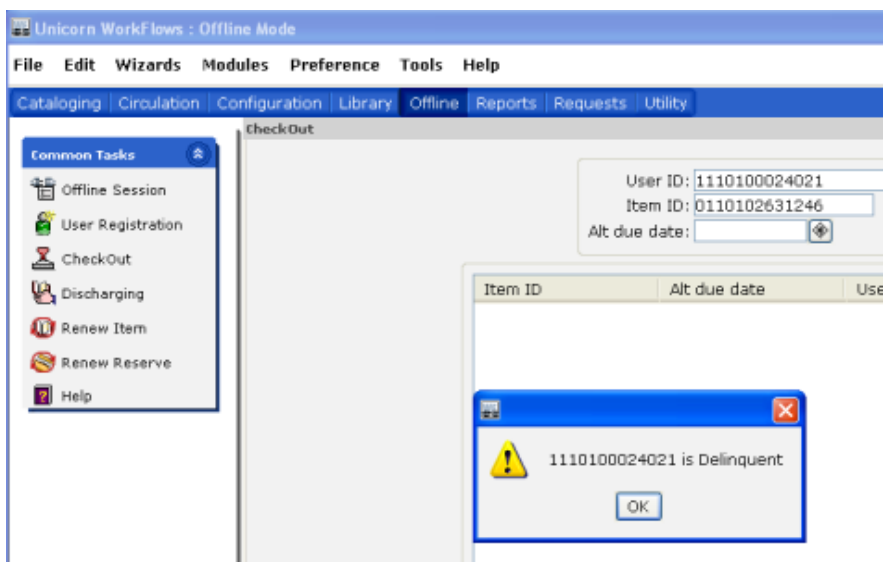 Unicorn WorkFlows : Offline Mode
File Edit Wizards Modules Preference Tools Help
Cataloging Circulation Configuration Library Offline Reports Requests Utility
CheckOut
Common Tasks
Offline Session
User Registration
CheckOut
Discharging
Renew Item
Renew Reserve
Help
User ID: 1110100024021
Item ID: 0110102631246
Alt due date:
Item ID Alt due date Use
1110100024021 is Delinquent
OK